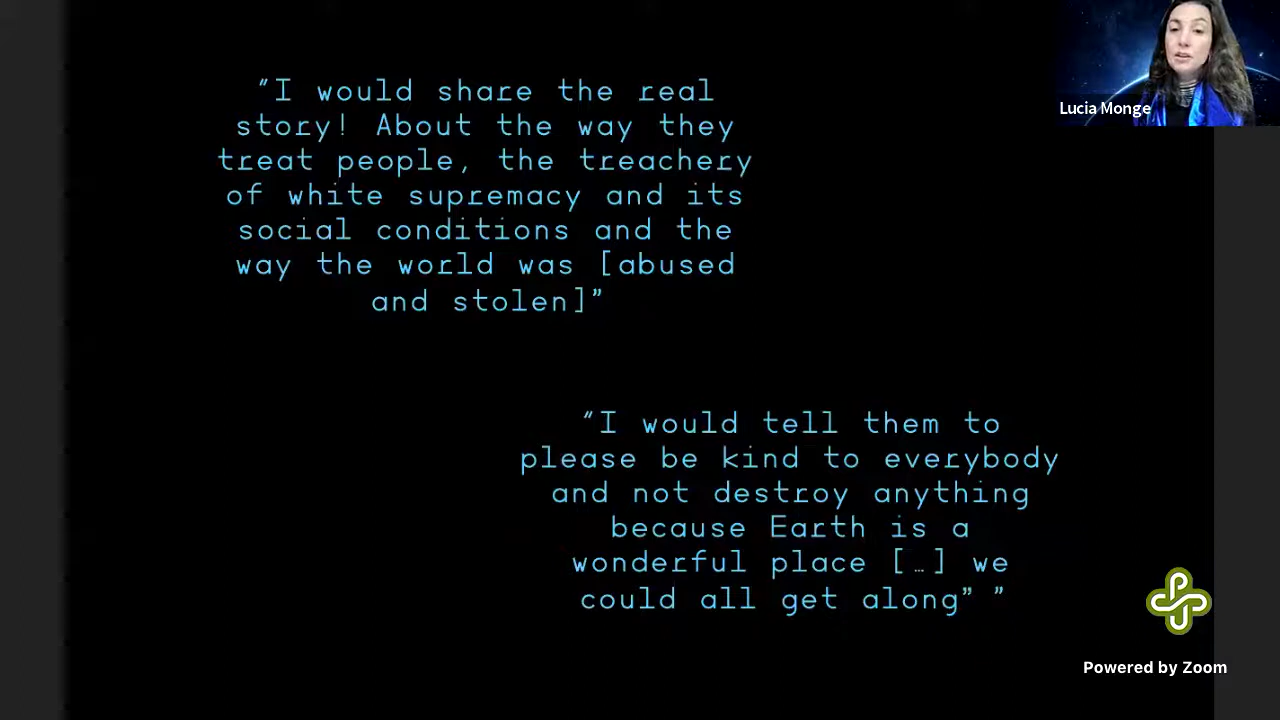 "I would share the real
story! About the way they
treat people, the treachery
of white supremacy and its
social conditions and the
way the world was [abused
and stolen]"
Lucia Monge
"I would tell them to
please be kind to everybody
and not destroy anything
because Earth is a
wonderful place […] we
could all get along” ”
P
S
U
Powered by Zoom